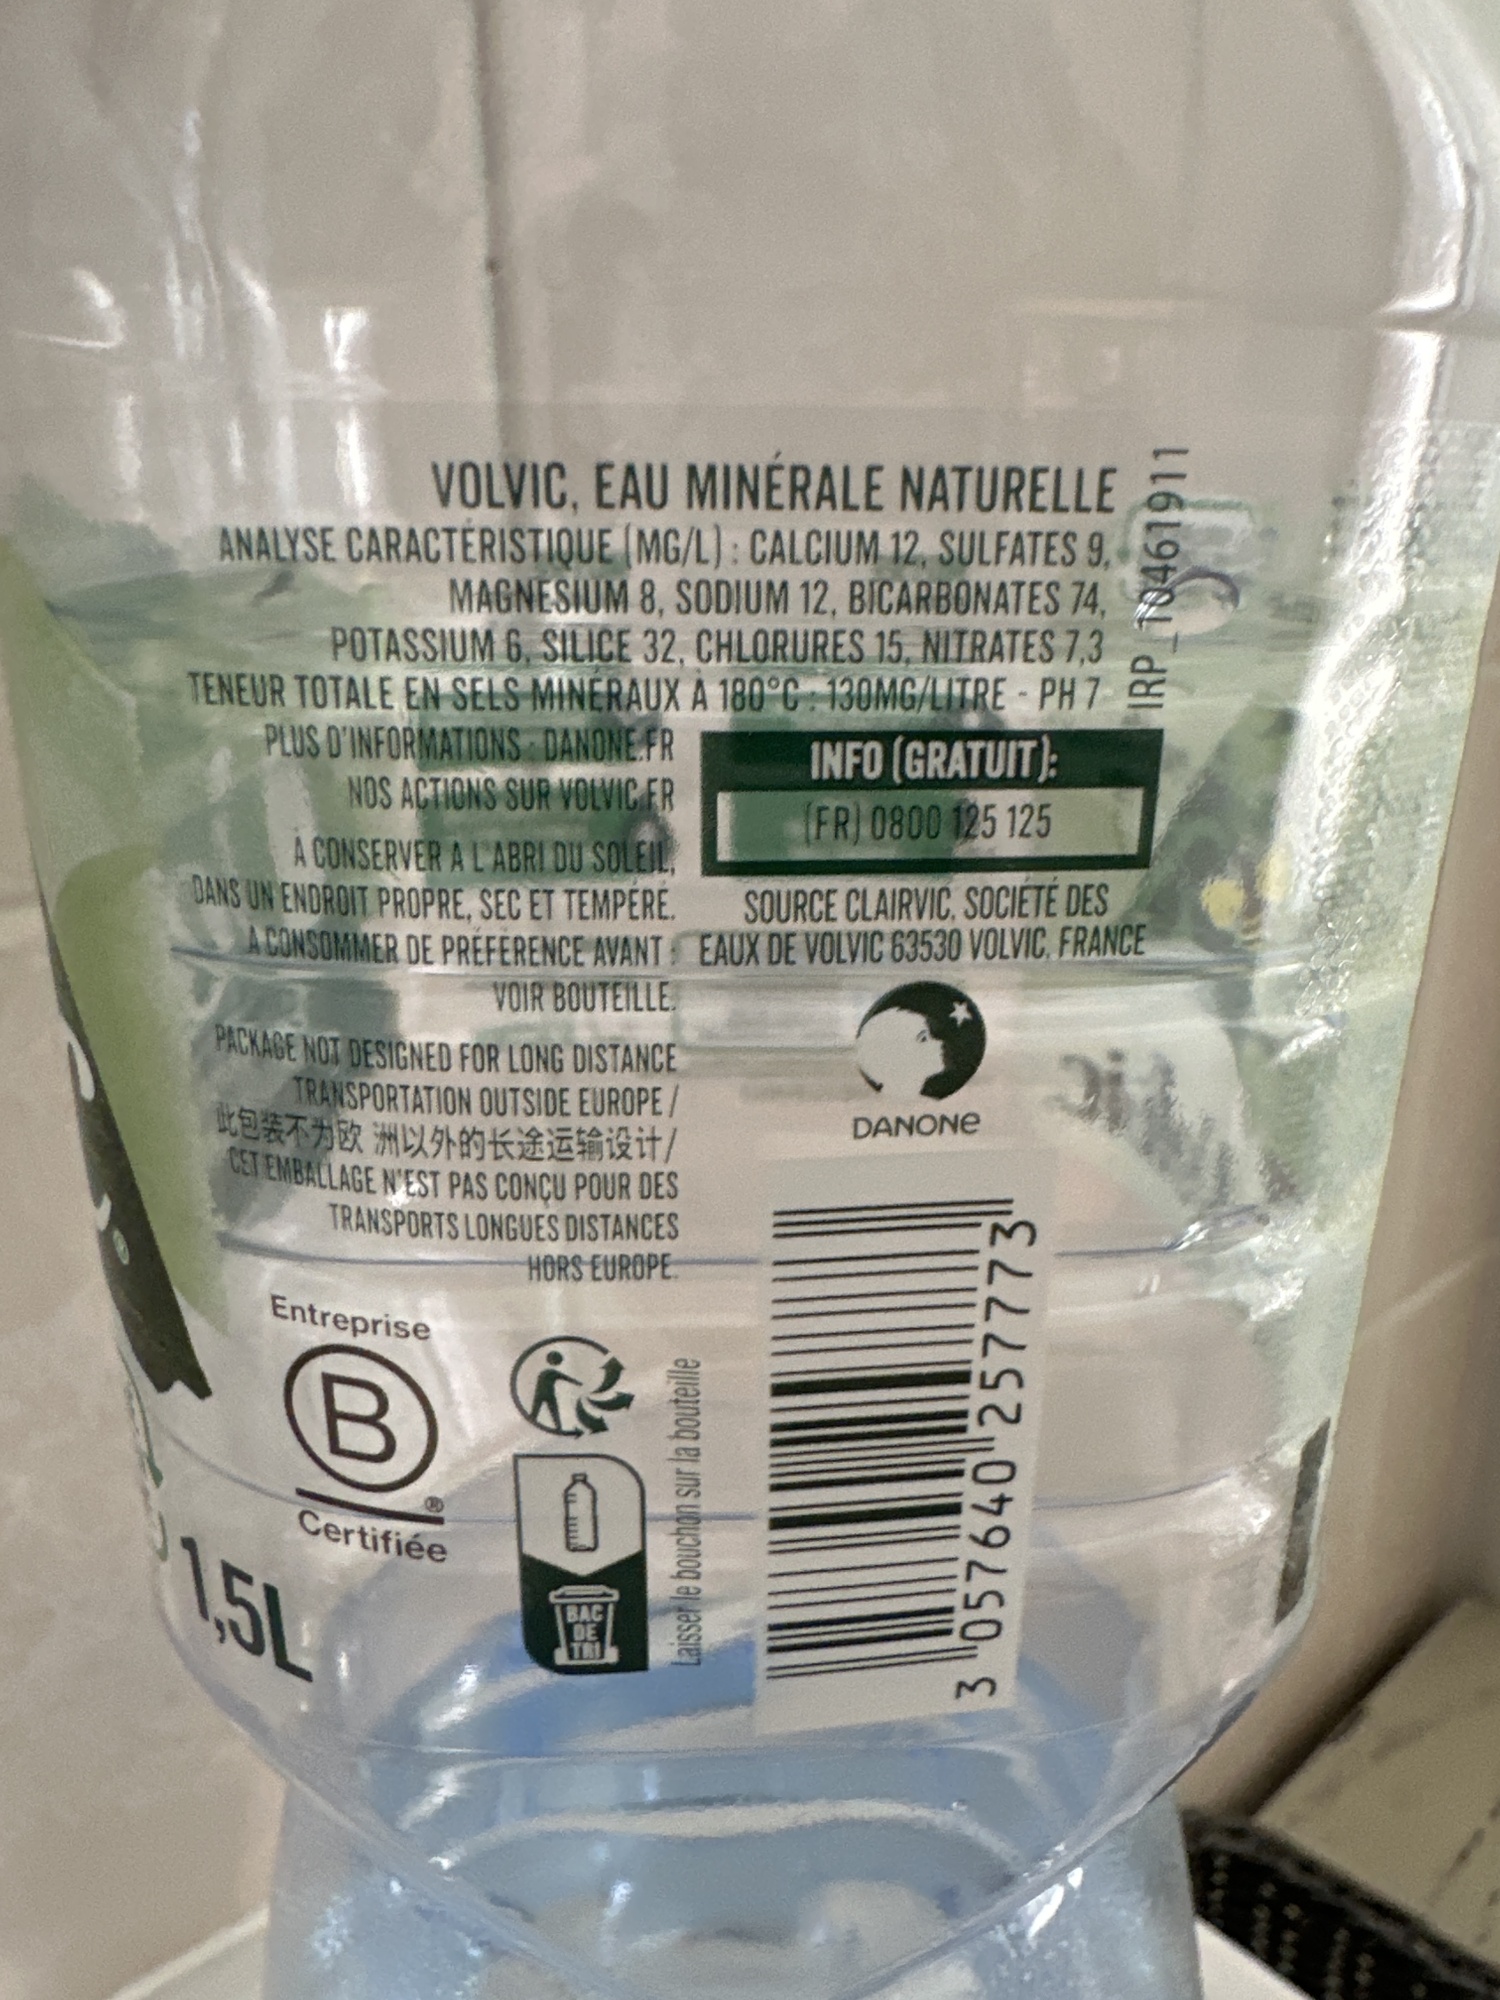 VOLVIC, EAU MINÉRALE NATURELLE
ANALYSE CARACTÉRISTIQUE (MG/L) : CALCIUM 12, SULFATES 9,
MAGNESIUM 8, SODIUM 12, BICARBONATES 74,
POTASSIUM 6, SILICE 32, CHLORURES 15, NITRATES 7,3
TENEUR TOTALE EN SELS MINÉRAUX À 180°C : 130MG/LITRE - PH 7
IRP_10461911
PLUS D'INFORMATIONS : DANONE.FR
NOS ACTIONS SUR VOLVIC.FR
À CONSERVER À L'ABRI DU SOLEIL,
DANS UN ENDROIT PROPRE, SEC ET TEMPÉRÉ.
À CONSOMMER DE PRÉFÉRENCE AVANT :
VOIR BOUTEILLE.
PACKAGE NOT DESIGNED FOR LONG DISTANCE
TRANSPORTATION OUTSIDE EUROPE /
此包装不为欧 洲以外的长途运输设计/
CET EMBALLAGE N'EST PAS CONÇU POUR DES
TRANSPORTS LONGUES DISTANCES
HORS EUROPE.
INFO (GRATUIT):
(FR) 0800 125 125
SOURCE CLAIRVIC, SOCIÉTÉ DES
EAUX DE VOLVIC 63530 VOLVIC, FRANCE
DANONE
Entreprise
B
®
Certifiée
1,5L
BAC
DE
TRI
Laisser le bouchon sur la bouteille
3 057640 257773